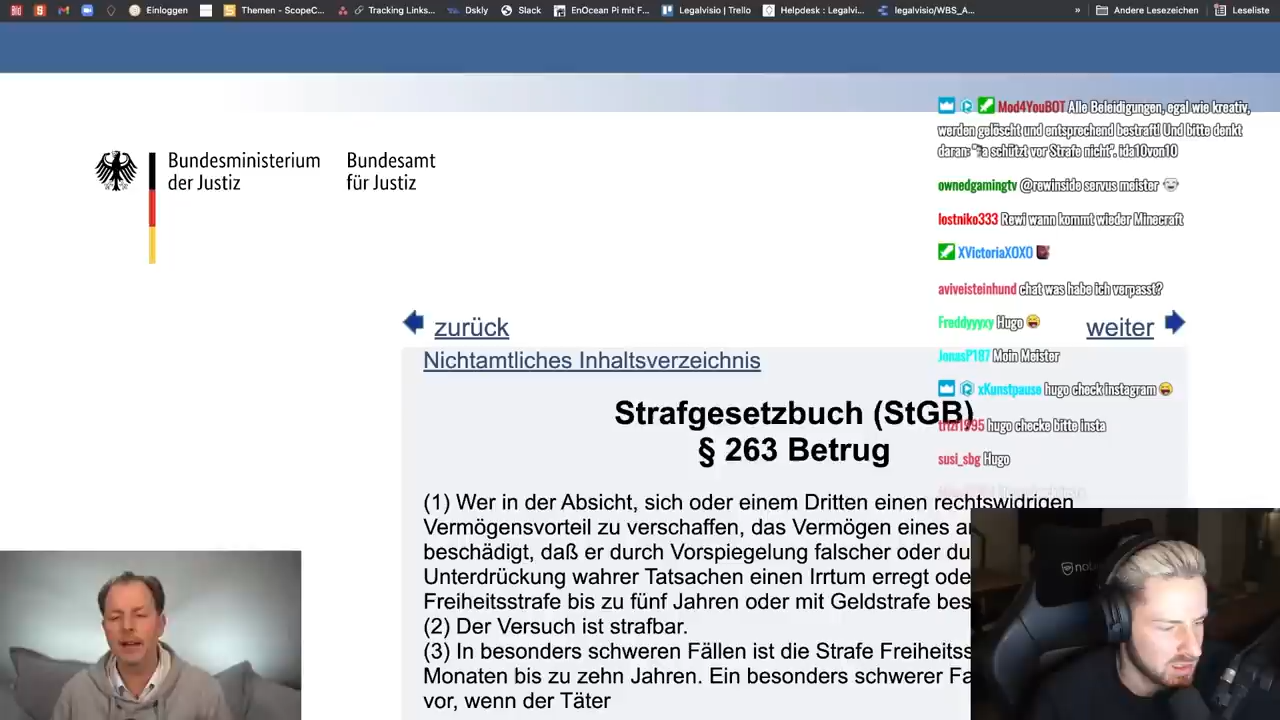 Einloggen
Themen - ScopeC...
Tracking Links...
Dskly
Slack
EnOcean Pi mit F...
Legalvisio | Trello
Helpdesk : Legalvi...
legalvisio/WBS_A...
»
Andere Lesezeichen
Leseliste
Bundesministerium
der Justiz
Bundesamt
für Justiz
zurück
weiter
Nichtamtliches Inhaltsverzeichnis
Strafgesetzbuch (StGB)
§ 263 Betrug
(1) Wer in der Absicht, sich oder einem Dritten einen rechtswidrigen
Vermögensvorteil zu verschaffen, das Vermögen eines
beschädigt, daß er durch Vorspiegelung falscher oder du
Unterdrückung wahrer Tatsachen einen Irrtum erregt ode
Freiheitsstrafe bis zu fünf Jahren oder mit Geldstrafe bes
(2) Der Versuch ist strafbar.
(3) In besonders schweren Fällen ist die Strafe Freiheitss
Monaten bis zu zehn Jahren. Ein besonders schwerer Fa
vor, wenn der Täter
Mod4YouBOT Alle Beleidigungen, egal wie kreativ,
werden gelöscht und entsprechend bestraft! Und bitte denkt
daran: "?a schützt vor Strafe nicht". ida10von10
ownedgamingtv @rewinside servus meister
lostniko333 Rewi wann kommt wieder Minecraft
XVictoriaXOXO
aviveisteinhund chat was habe ich verpasst?
Freddyyyxy Hugo
JonasP187 Moin Meister
xKunstpause hugo check instagram
hugo checke bitte insta
susi_sbg Hugo